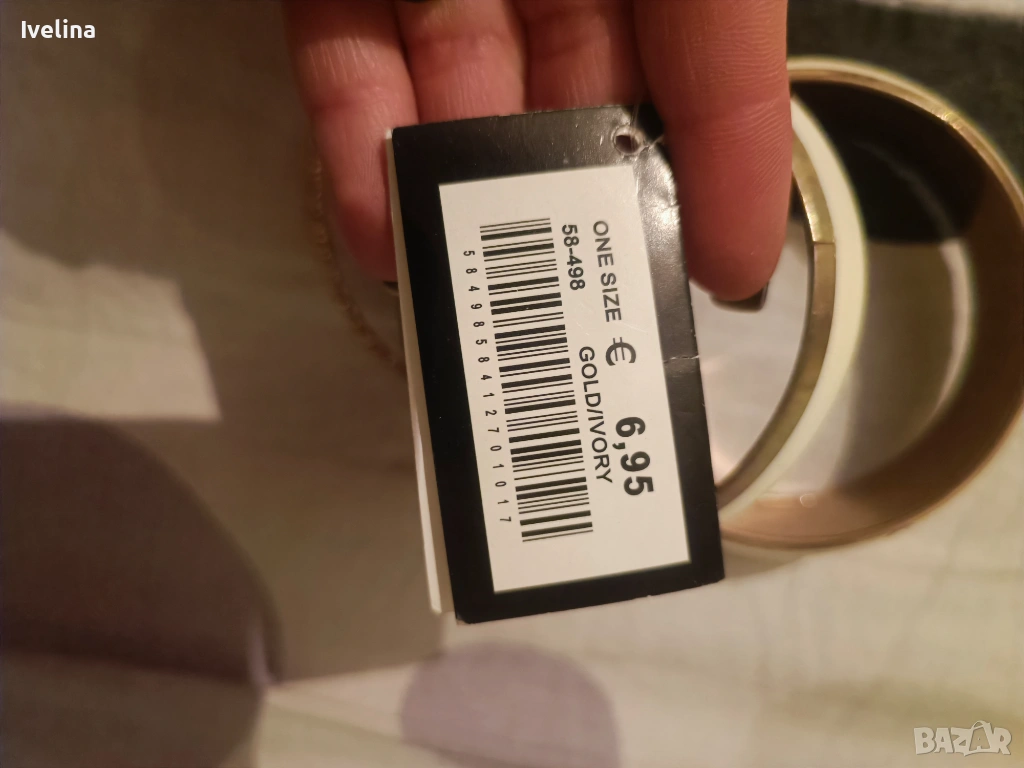 Ivelina
ONE SIZE € 6,95
58-498 GOLD/IVORY
5849858412701017
BAZAR